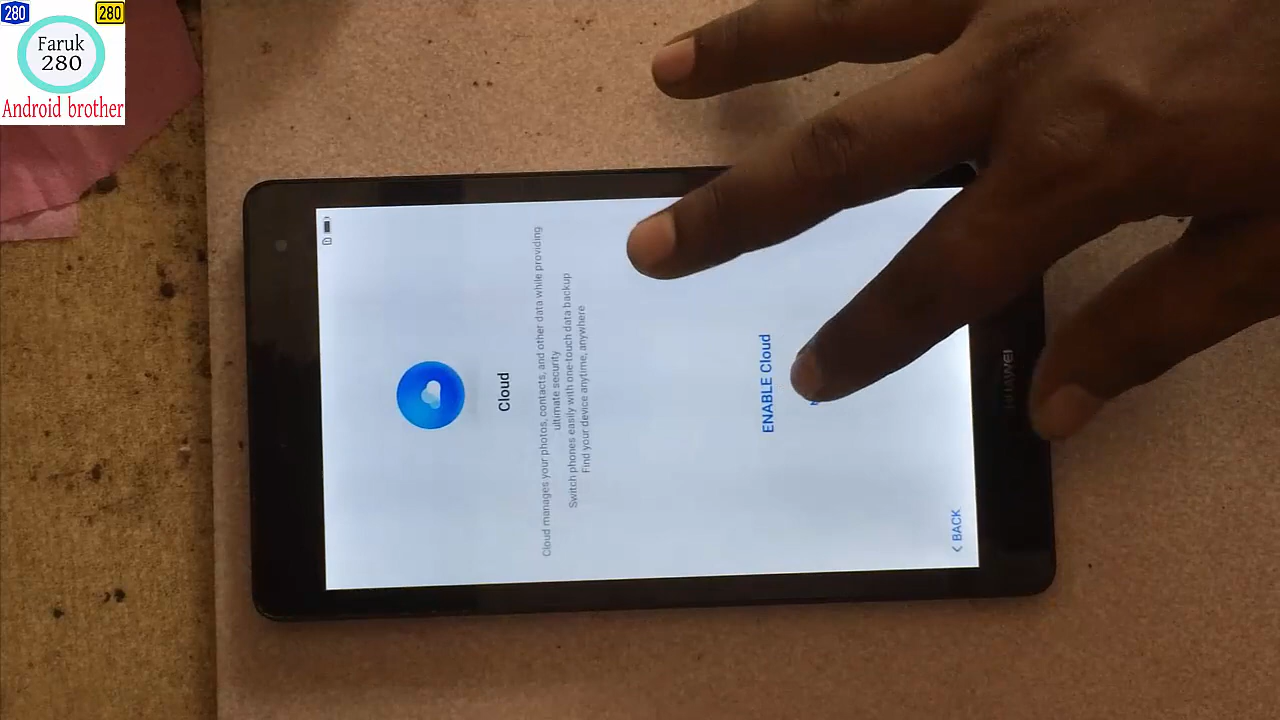 280
280
Faruk
280
Android brother
Cloud
Cloud manages your photos, contacts, and other data while providing
ultimate security
Switch phones easily with one-touch data backup
Find your device anytime, anywhere
ENABLE Cloud
< BACK
HUAWEI